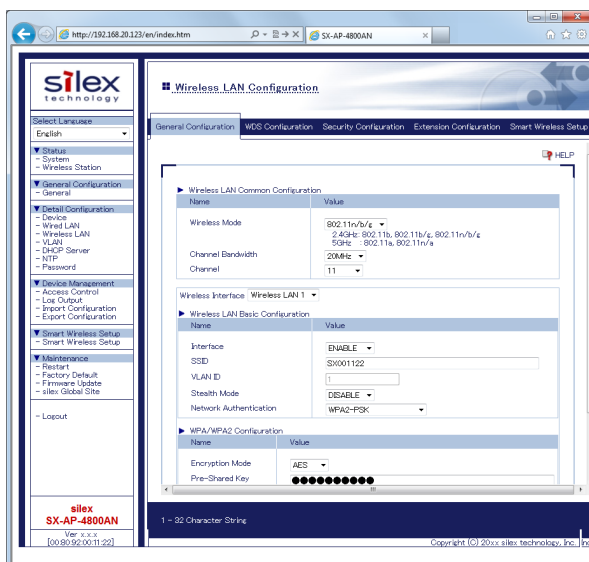 http://192.168.20.123/en/index.htm
SX-AP-4800AN
silex
technology
Select Language
English
▼ Status
- System
- Wireless Station
▼ General Configuration
- General
▼ Detail Configuration
- Device
- Wired LAN
- Wireless LAN
- VLAN
- DHCP Server
- NTP
- Password
▼ Device Management
- Access Control
- Log Output
- Import Configuration
- Export Configuration
▼ Smart Wireless Setup
- Smart Wireless Setup
▼ Maintenance
- Restart
- Factory Default
- Firmware Update
- silex Global Site
- Logout
silex
SX-AP-4800AN
Ver x.x.x
[00:80:92:00:11:22]
Wireless LAN Configuration
General Configuration WDS Configuration Security Configuration Extension Configuration Smart Wireless Setup
HELP
▶ Wireless LAN Common Configuration
Name Value
Wireless Mode 802.11n/b/g
2.4GHz: 802.11b, 802.11b/g, 802.11n/b/g
5GHz : 802.11a, 802.11n/a
Channel Bandwidth 20MHz
Channel 11
Wireless Interface Wireless LAN 1
▶ Wireless LAN Basic Configuration
Name Value
Interface ENABLE
SSID SX001122
VLAN ID 1
Stealth Mode DISABLE
Network Authentication WPA2-PSK
▶ WPA/WPA2 Configuration
Name Value
Encryption Mode AES
Pre-Shared Key ●●●●●●●●●●
1 - 32 Character String
Copyright (C) 20xx silex technology, Inc.